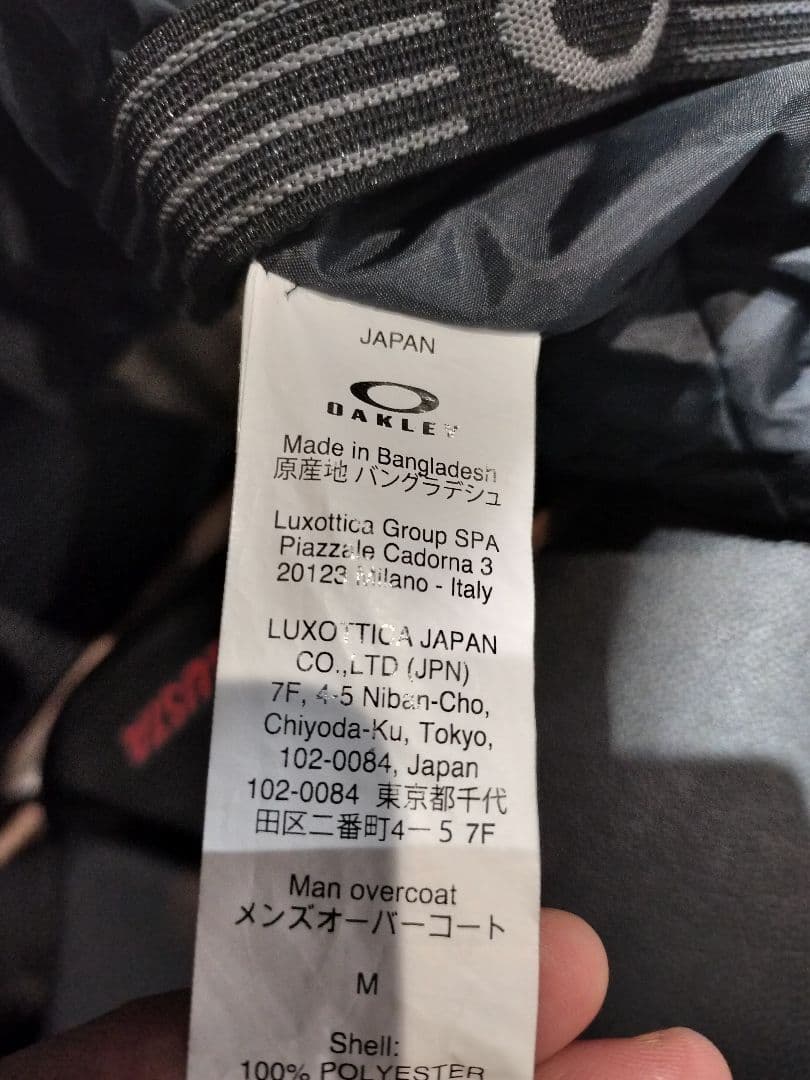 JAPAN
OAKLEY
Made in Bangladesh
原産地 バングラデシュ
Luxottica Group SPA
Piazzale Cadorna 3
20123 Milano - Italy
LUXOTTICA JAPAN
CO.,LTD (JPN)
7F, 4-5 Niban-Cho,
Chiyoda-Ku, Tokyo,
102-0084, Japan
102-0084 東京都千代
田区二番町4ー5 7F
Man overcoat
メンズオーバーコート
M
Shell:
100% POLYESTER